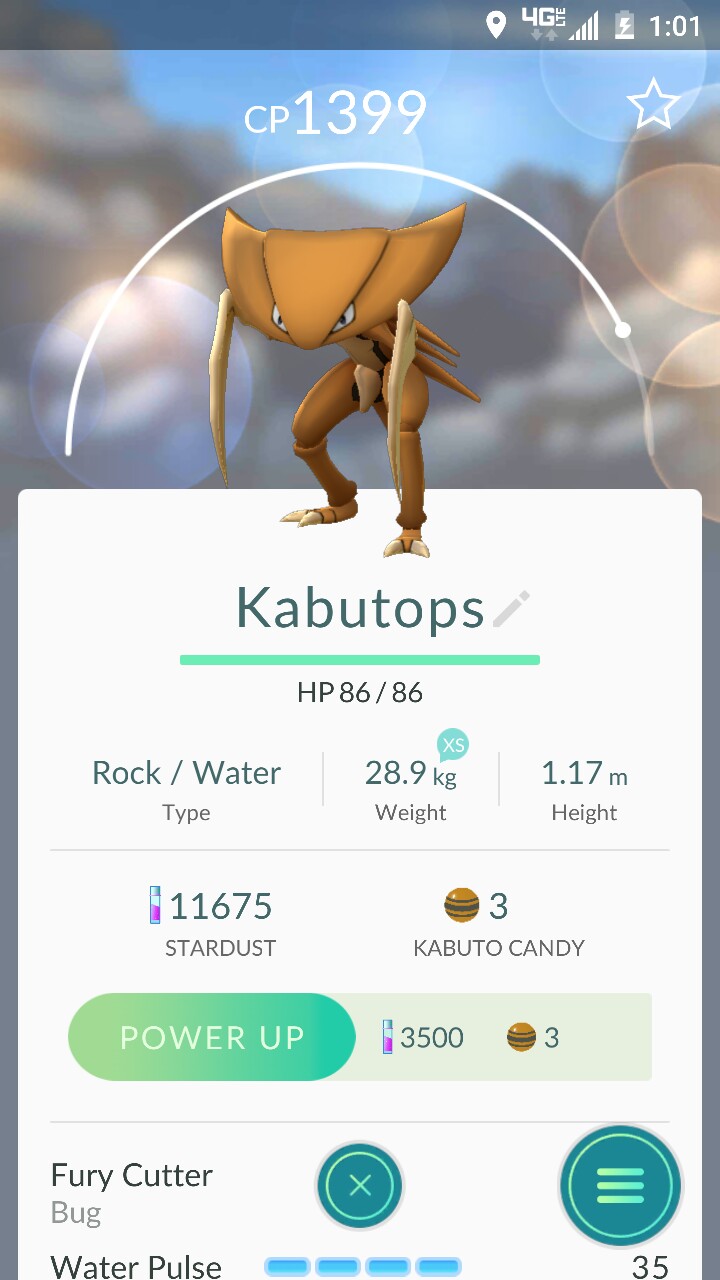 4G LTE 1:01
CP1399
Kabutops
HP 86 / 86
XS
Rock / Water 28.9 kg 1.17 m
Type Weight Height
11675 3
STARDUST KABUTO CANDY
POWER UP 3500 3
Fury Cutter
Bug
Water Pulse 35